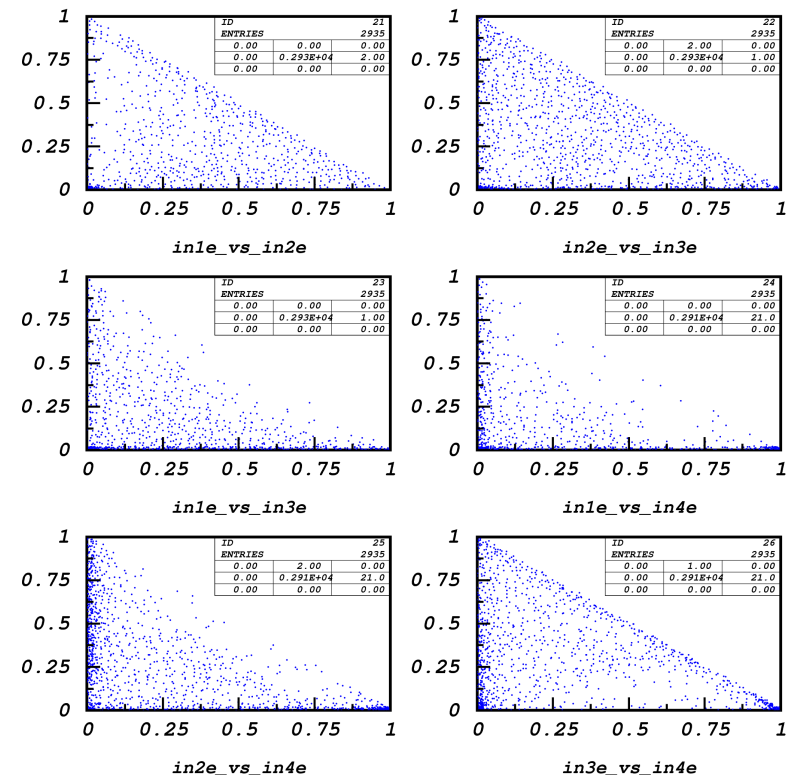 1
0.75
0.5
0.25
0
ID 21
ENTRIES 2935
0.00 0.00 0.00
0.00 0.293E+04 2.00
0.00 0.00 0.00
0 0.25 0.5 0.75 1
in1e_vs_in2e
1
0.75
0.5
0.25
0
ID 22
ENTRIES 2935
0.00 2.00 0.00
0.00 0.293E+04 1.00
0.00 0.00 0.00
0 0.25 0.5 0.75 1
in2e_vs_in3e
1
0.75
0.5
0.25
0
ID 23
ENTRIES 2935
0.00 0.00 0.00
0.00 0.293E+04 1.00
0.00 0.00 0.00
0 0.25 0.5 0.75 1
in1e_vs_in3e
1
0.75
0.5
0.25
0
ID 24
ENTRIES 2935
0.00 0.00 0.00
0.00 0.291E+04 21.0
0.00 0.00 0.00
0 0.25 0.5 0.75 1
in1e_vs_in4e
1
0.75
0.5
0.25
0
ID 25
ENTRIES 2935
0.00 2.00 0.00
0.00 0.291E+04 21.0
0.00 0.00 0.00
0 0.25 0.5 0.75 1
in2e_vs_in4e
1
0.75
0.5
0.25
0
ID 26
ENTRIES 2935
0.00 1.00 0.00
0.00 0.291E+04 21.0
0.00 0.00 0.00
0 0.25 0.5 0.75 1
in3e_vs_in4e